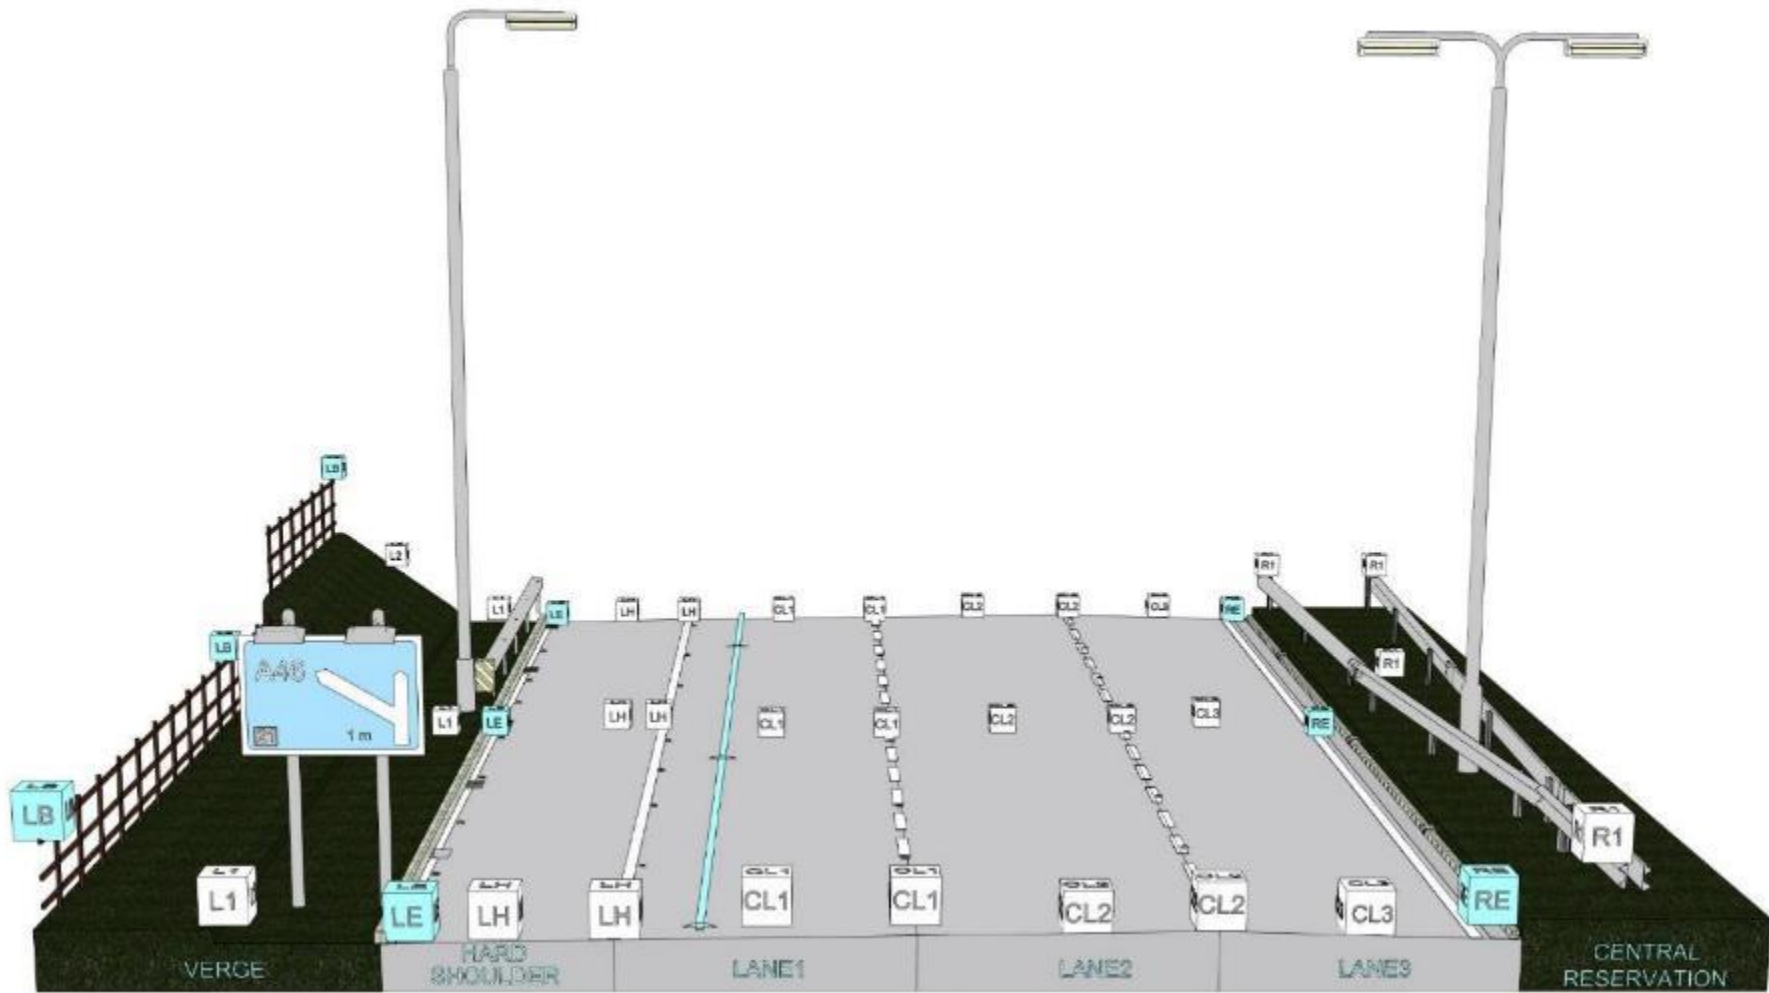 LB
L2
R1
R1
L1
LE
LH
LH
CL1
CL1
CL2
CL2
CL3
RE
LB
A46
21
1 m
R1
L1
LE
LH
LH
CL1
CL1
CL2
CL2
CL3
RE
LB
R1
L1
LE
LH
LH
CL1
CL1
CL2
CL2
CL3
RE
VERGE
HARD
SHOULDER
LANE1
LANE2
LANE3
CENTRAL
RESERVATION